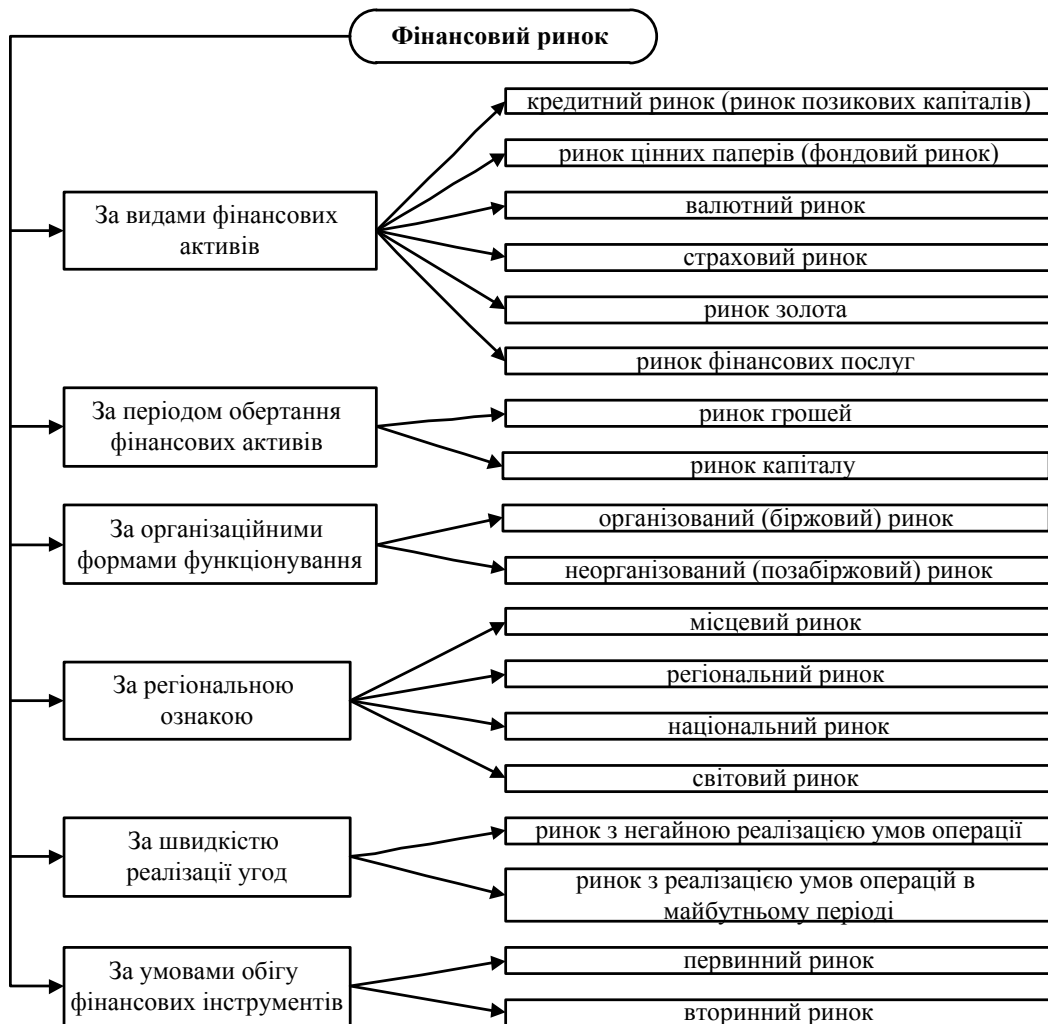 Фінансовий ринок
За видами фінансових
активів
кредитний ринок (ринок позикових капіталів)
ринок цінних паперів (фондовий ринок)
валютний ринок
страховий ринок
ринок золота
ринок фінансових послуг
За періодом обертання
фінансових активів
ринок грошей
ринок капіталу
За організаційними
формами функціонування
організований (біржовий) ринок
неорганізований (позабіржовий) ринок
За регіональною
ознакою
місцевий ринок
регіональний ринок
національний ринок
світовий ринок
За швидкістю
реалізації угод
ринок з негайною реалізацією умов операції
ринок з реалізацією умов операцій в
майбутньому періоді
За умовами обігу
фінансових інструментів
первинний ринок
вторинний ринок